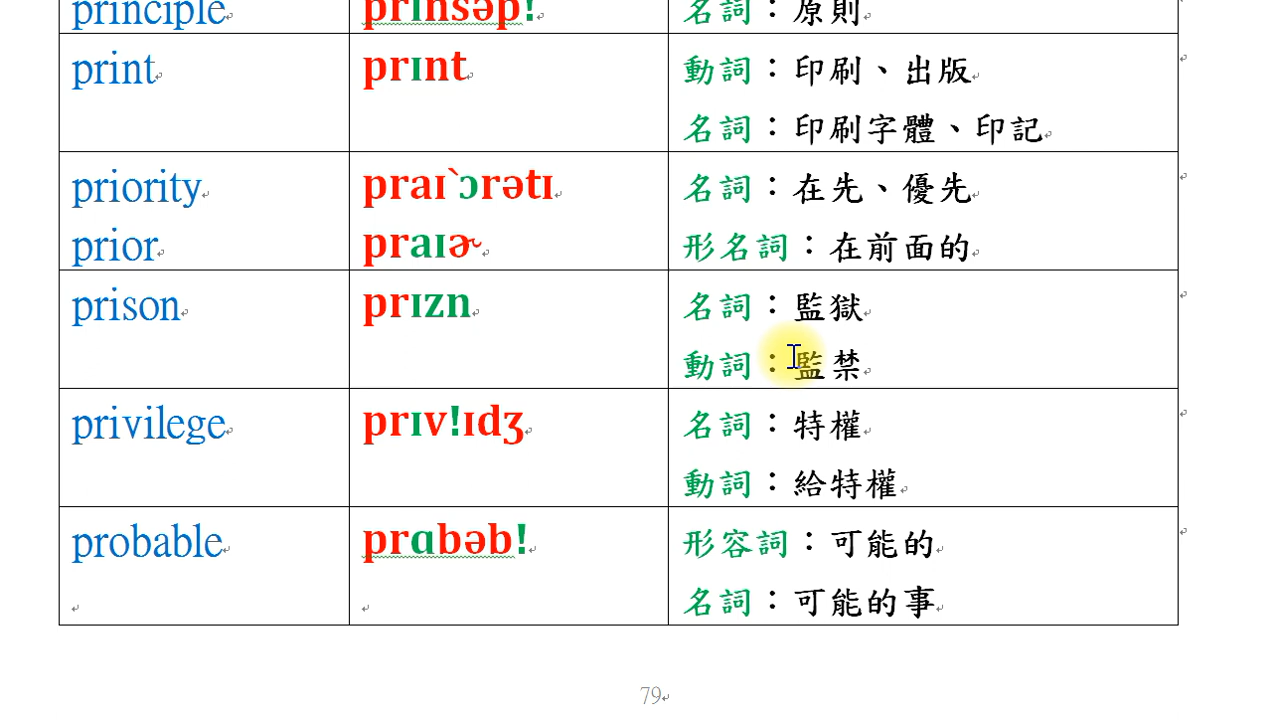 principle prɪnsəp! 名詞：原則
print prɪnt 動詞：印刷、出版
名詞：印刷字體、印記
priority praɪˋɔrətɪ 名詞：在先、優先
prior praɪɚ 形名詞：在前面的
prison prɪzn 名詞：監獄
動詞：監禁
privilege prɪv!ɪdʒ 名詞：特權
動詞：給特權
probable prɑbəb! 形容詞：可能的
名詞：可能的事
79